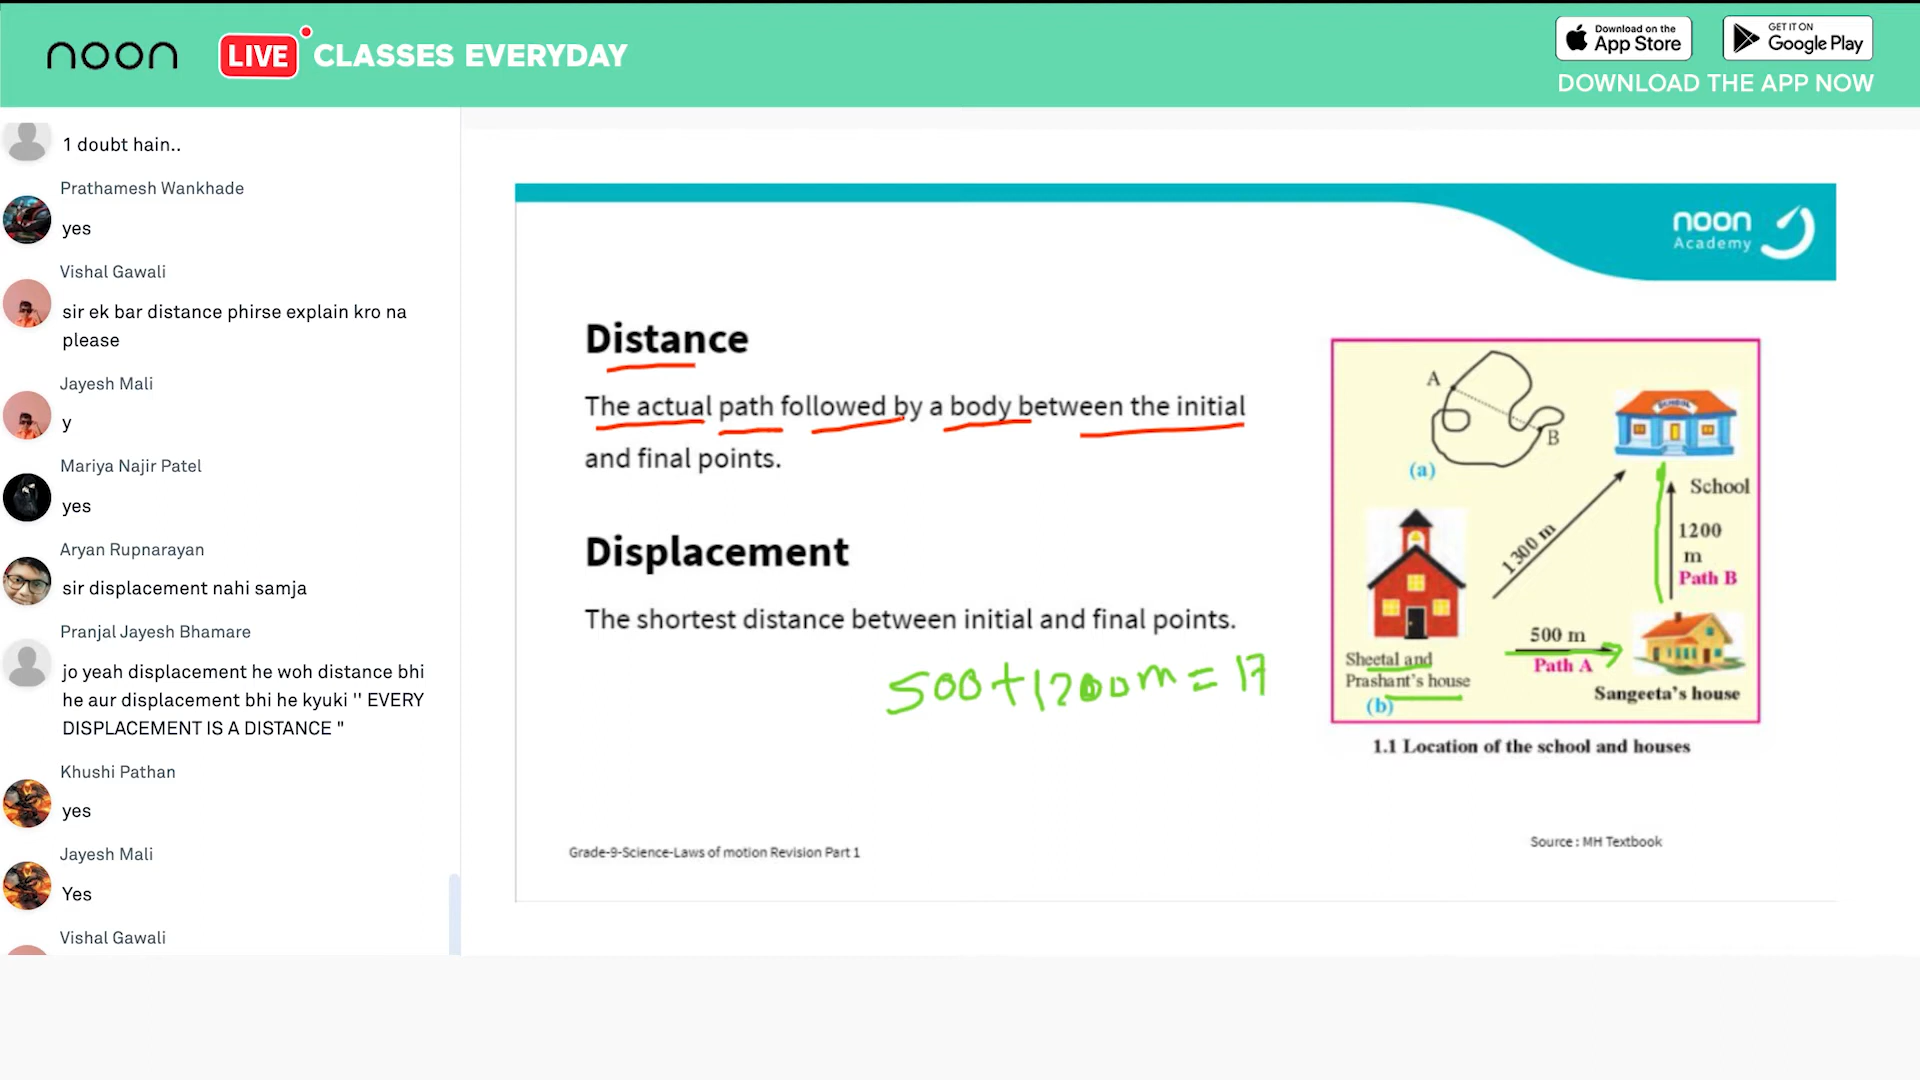 noon LIVE CLASSES EVERYDAY
Download on the App Store
GET IT ON Google Play
DOWNLOAD THE APP NOW
1 doubt hain..
Prathamesh Wankhade
yes
Vishal Gawali
sir ek bar distance phirse explain kro na
please
Jayesh Mali
y
Mariya Najir Patel
yes
Aryan Rupnarayan
sir displacement nahi samja
Pranjal Jayesh Bhamare
jo yeah displacement he woh distance bhi
he aur displacement bhi he kyuki '' EVERY
DISPLACEMENT IS A DISTANCE "
Khushi Pathan
yes
Jayesh Mali
Yes
Vishal Gawali
noon
Academy
Distance
The actual path followed by a body between the initial
and final points.
Displacement
The shortest distance between initial and final points.
500+1200m = 17
A
B
(a)
SCHOOL
School
1300 m
1200
m
Path B
500 m
Path A
Sheetal and
Prashant's house
Sangeeta's house
(b)
1.1 Location of the school and houses
Source : MH Textbook
Grade-9-Science-Laws of motion Revision Part 1